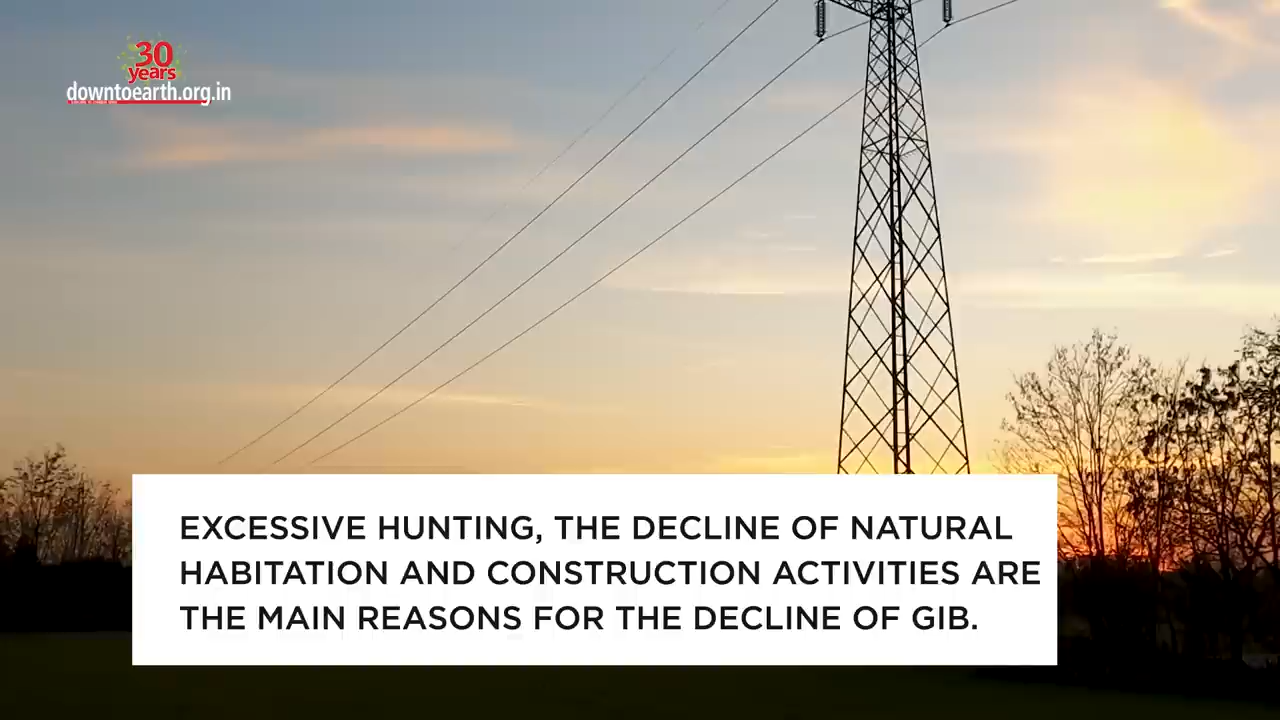 30
years
downtoearth.org.in
EXCESSIVE HUNTING, THE DECLINE OF NATURAL
HABITATION AND CONSTRUCTION ACTIVITIES ARE
THE MAIN REASONS FOR THE DECLINE OF GIB.